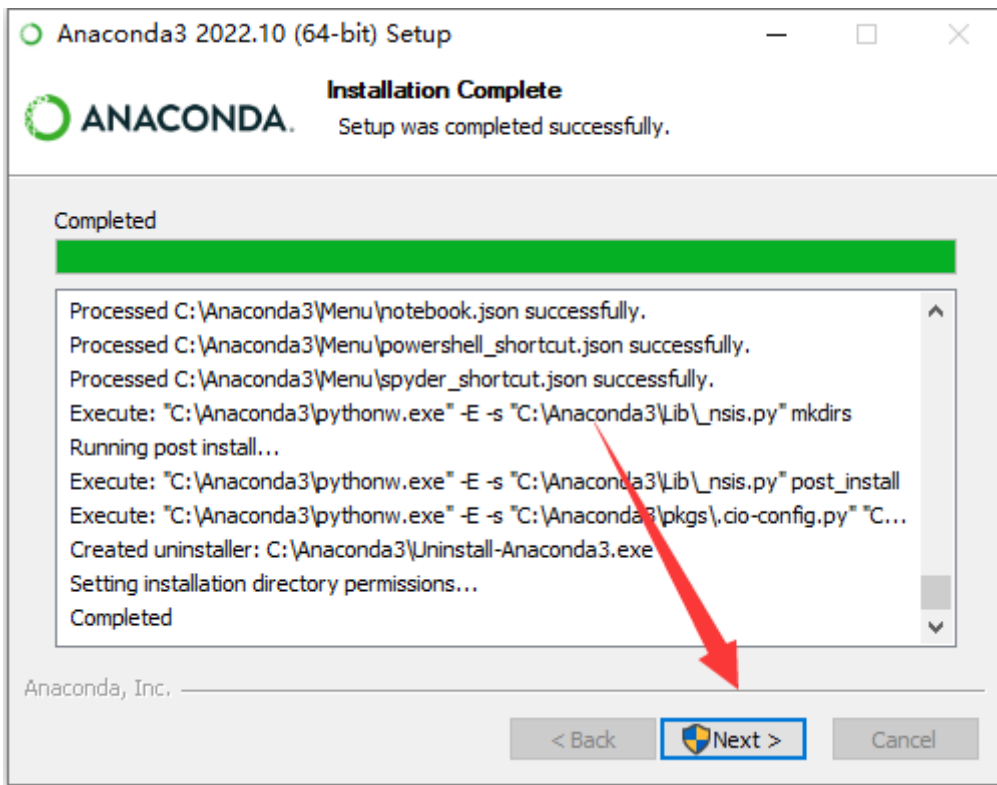 Anaconda3 2022.10 (64-bit) Setup
ANACONDA.
Installation Complete
Setup was completed successfully.
Completed
Processed C:\Anaconda3\Menu\notebook.json successfully.
Processed C:\Anaconda3\Menu\powershell_shortcut.json successfully.
Processed C:\Anaconda3\Menu\spyder_shortcut.json successfully.
Execute: "C:\Anaconda3\pythonw.exe" -E -s "C:\Anaconda3\Lib\_nsis.py" mkdirs
Running post install...
Execute: "C:\Anaconda3\pythonw.exe" -E -s "C:\Anaconda3\Lib\_nsis.py" post_install
Execute: "C:\Anaconda3\pythonw.exe" -E -s "C:\Anaconda3\pkgs\.cio-config.py" "C...
Created uninstaller: C:\Anaconda3\Uninstall-Anaconda3.exe
Setting installation directory permissions...
Completed
Anaconda, Inc.
< Back
Next >
Cancel